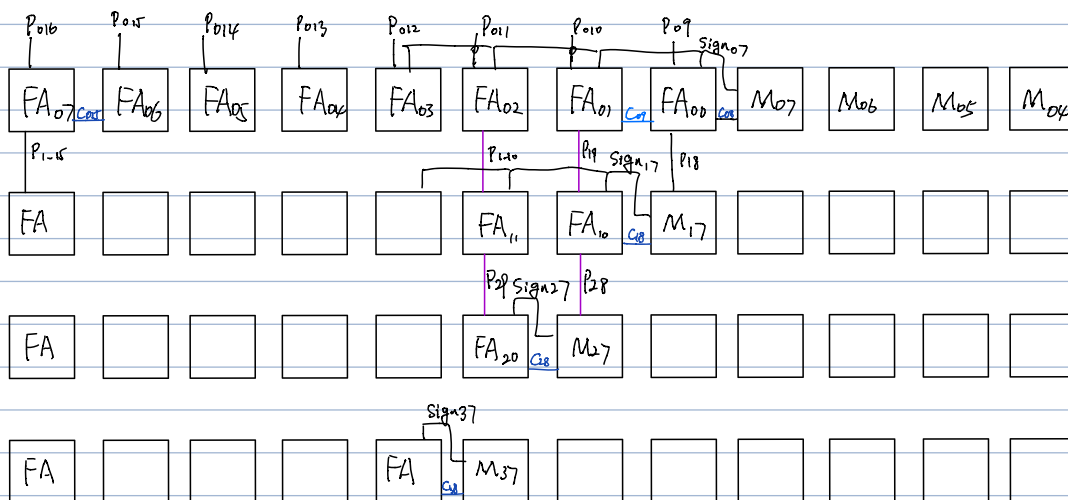 P016 P015 P014 P013 P012 P011 P010 P09 Sign07
FA07 C015 FA06 FA05 FA04 FA03 FA02 FA01 C09 FA00 C08 M07 M06 M05 M04
P1-15 P1-10 P19 Sign17 P18
FA FA11 FA10 C18 M17
P29 Sign27 P28
FA FA20 C28 M27
Sign37
FA FA C38 M37